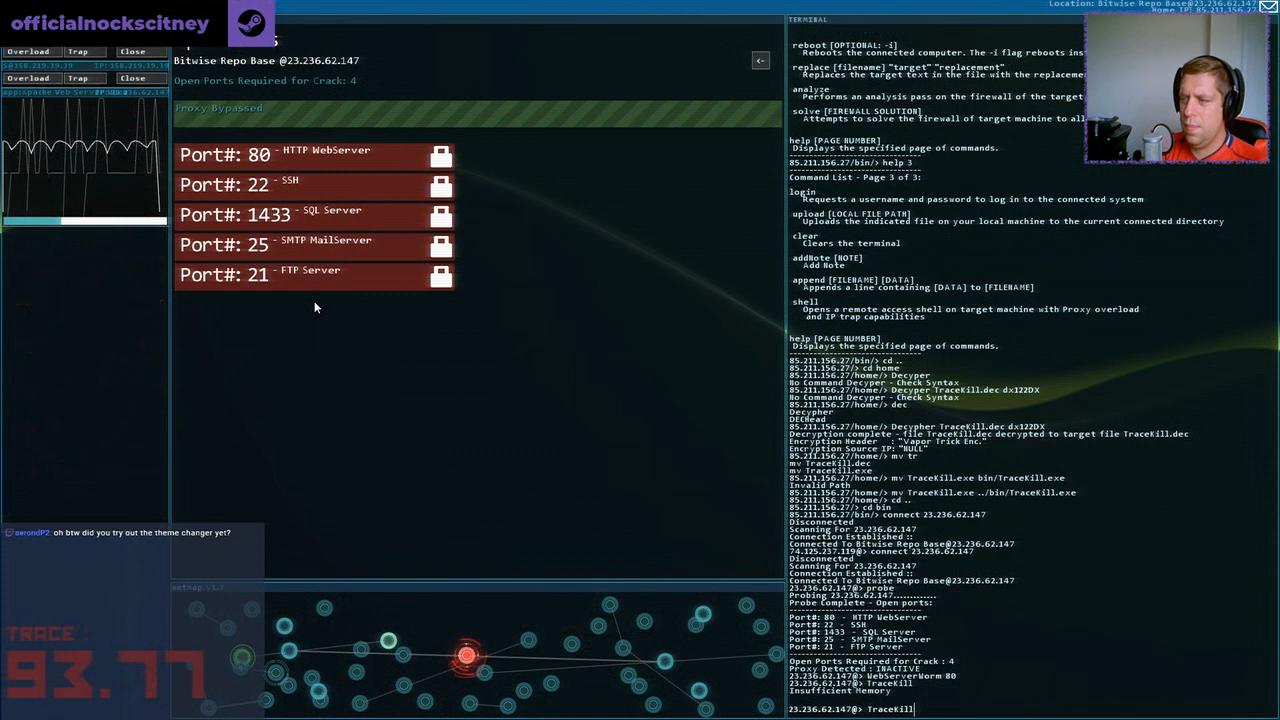 officialnockscitney
Location: Bitwise Repo Base@23.236.62.147
Home IP: 85.211.156.27
TERMINAL
Overload Trap Close
IP: 158.219.39.39
Overload Trap Close
Bitwise Repo Base @23.236.62.147
Open Ports Required for Crack: 4
<-
Proxy Bypassed
Port#: 80 - HTTP WebServer
Port#: 22 - SSH
Port#: 1433 - SQL Server
Port#: 25 - SMTP MailServer
Port#: 21 - FTP Server
oh btw did you try out the theme changer yet?
netmap v1.7
TRACE
93.1
reboot [OPTIONAL: -i]
Reboots the connected computer. The -i flag reboots ins
replace [filename] "target" "replacement"
Replaces the target text in the file with the replaceme
analyze
Performs an analysis pass on the firewall of the target
solve [FIREWALL SOLUTION]
Attempts to solve the firewall of target machine to all
help [PAGE NUMBER]
Displays the specified page of commands.
---------------------------------
85.211.156.27/bin/> help 3
---------------------------------
Command List - Page 3 of 3:
login
Requests a username and password to log in to the connected system
upload [LOCAL FILE PATH]
Uploads the indicated file on your local machine to the current connected directory
clear
Clears the terminal
addNote [NOTE]
Add Note
append [FILENAME] [DATA]
Appends a line containing [DATA] to [FILENAME]
shell
Opens a remote access shell on target machine with Proxy overload
and IP trap capabilities
help [PAGE NUMBER]
Displays the specified page of commands.
---------------------------------
85.211.156.27/bin/> cd ..
85.211.156.27/> cd home
85.211.156.27/home/> Decyper
No Command Decyper - Check Syntax
85.211.156.27/home/> Decyper TraceKill.dec dx122DX
No Command Decyper - Check Syntax
85.211.156.27/home/> dec
Decypher
DECHead
85.211.156.27/home/> Decypher TraceKill.dec dx122DX
Decryption complete - file TraceKill.dec decrypted to target file TraceKill.dec
Encryption Header : "Vapor Trick Enc."
Encryption Source IP: "NULL"
85.211.156.27/home/> mv tr
mv TraceKill.dec
mv TraceKill.exe
85.211.156.27/home/> mv TraceKill.exe bin/TraceKill.exe
Invalid Path
85.211.156.27/home/> mv TraceKill.exe ../bin/TraceKill.exe
85.211.156.27/home/> cd ..
85.211.156.27/> cd bin
85.211.156.27/bin/> connect 23.236.62.147
Disconnected
Scanning For 23.236.62.147
Connection Established ::
Connected To Bitwise Repo Base@23.236.62.147
74.125.237.119@> connect 23.236.62.147
Disconnected
Scanning For 23.236.62.147
Connection Established ::
Connected To Bitwise Repo Base@23.236.62.147
23.236.62.147@> probe
Probing 23.236.62.147.............
Probe Complete - Open ports:
---------------------------------
Port#: 80 - HTTP WebServer
Port#: 22 - SSH
Port#: 1433 - SQL Server
Port#: 25 - SMTP MailServer
Port#: 21 - FTP Server
---------------------------------
Open Ports Required for Crack : 4
Proxy Detected : INACTIVE
23.236.62.147@> WebServerWorm 80
23.236.62.147@> TraceKill
Insufficient Memory
23.236.62.147@> TraceKill